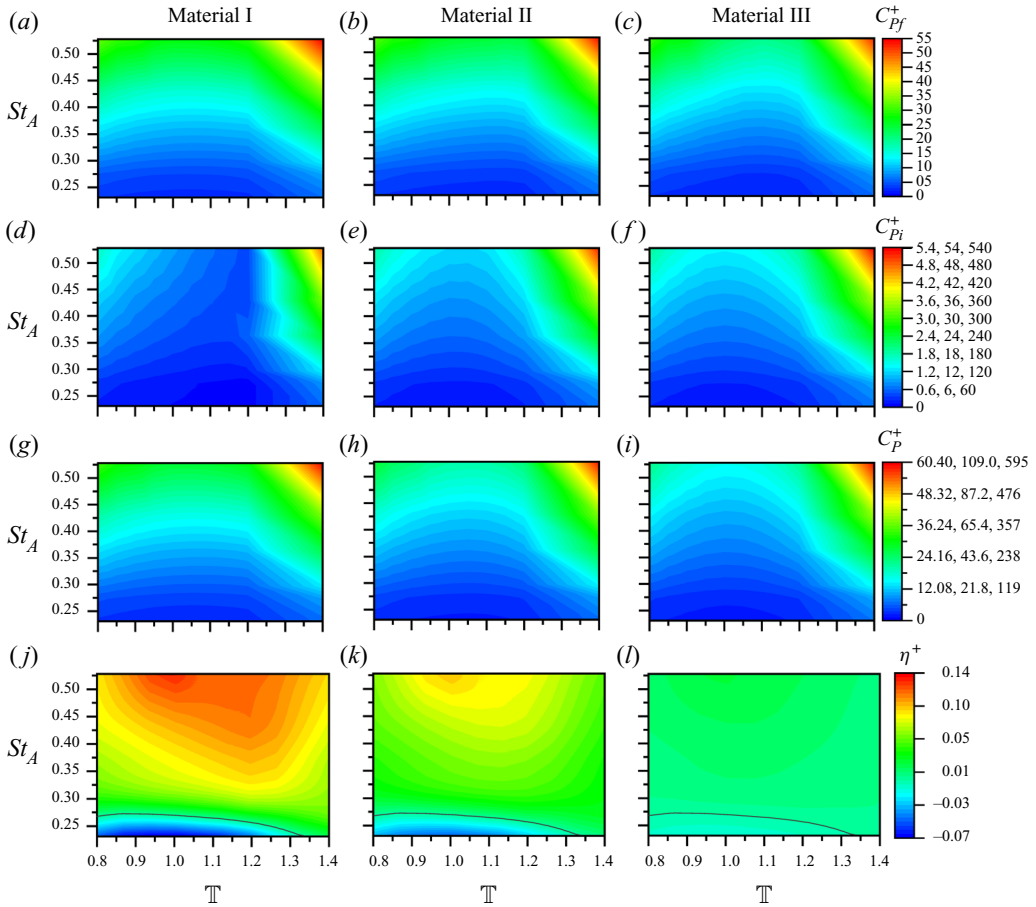 (a) Material I (b) Material II (c) Material III C⁺Pf
St_A 0.50 0.45 0.40 0.35 0.30 0.25
55
50
45
40
35
30
25
20
15
10
05
0
(d) (e) (f) C⁺Pi
St_A 0.50 0.45 0.40 0.35 0.30 0.25
5.4, 54, 540
4.8, 48, 480
4.2, 42, 420
3.6, 36, 360
3.0, 30, 300
2.4, 24, 240
1.8, 18, 180
1.2, 12, 120
0.6, 6, 60
0
(g) (h) (i) C⁺P
St_A 0.50 0.45 0.40 0.35 0.30 0.25
60.40, 109.0, 595
48.32, 87.2, 476
36.24, 65.4, 357
24.16, 43.6, 238
12.08, 21.8, 119
0
(j) (k) (l) η⁺
St_A 0.50 0.45 0.40 0.35 0.30 0.25
0.14
0.10
0.05
0.01
−0.03
−0.07
0.8 0.9 1.0 1.1 1.2 1.3 1.4 0.8 0.9 1.0 1.1 1.2 1.3 1.4 0.8 0.9 1.0 1.1 1.2 1.3 1.4
𝕋 𝕋 𝕋